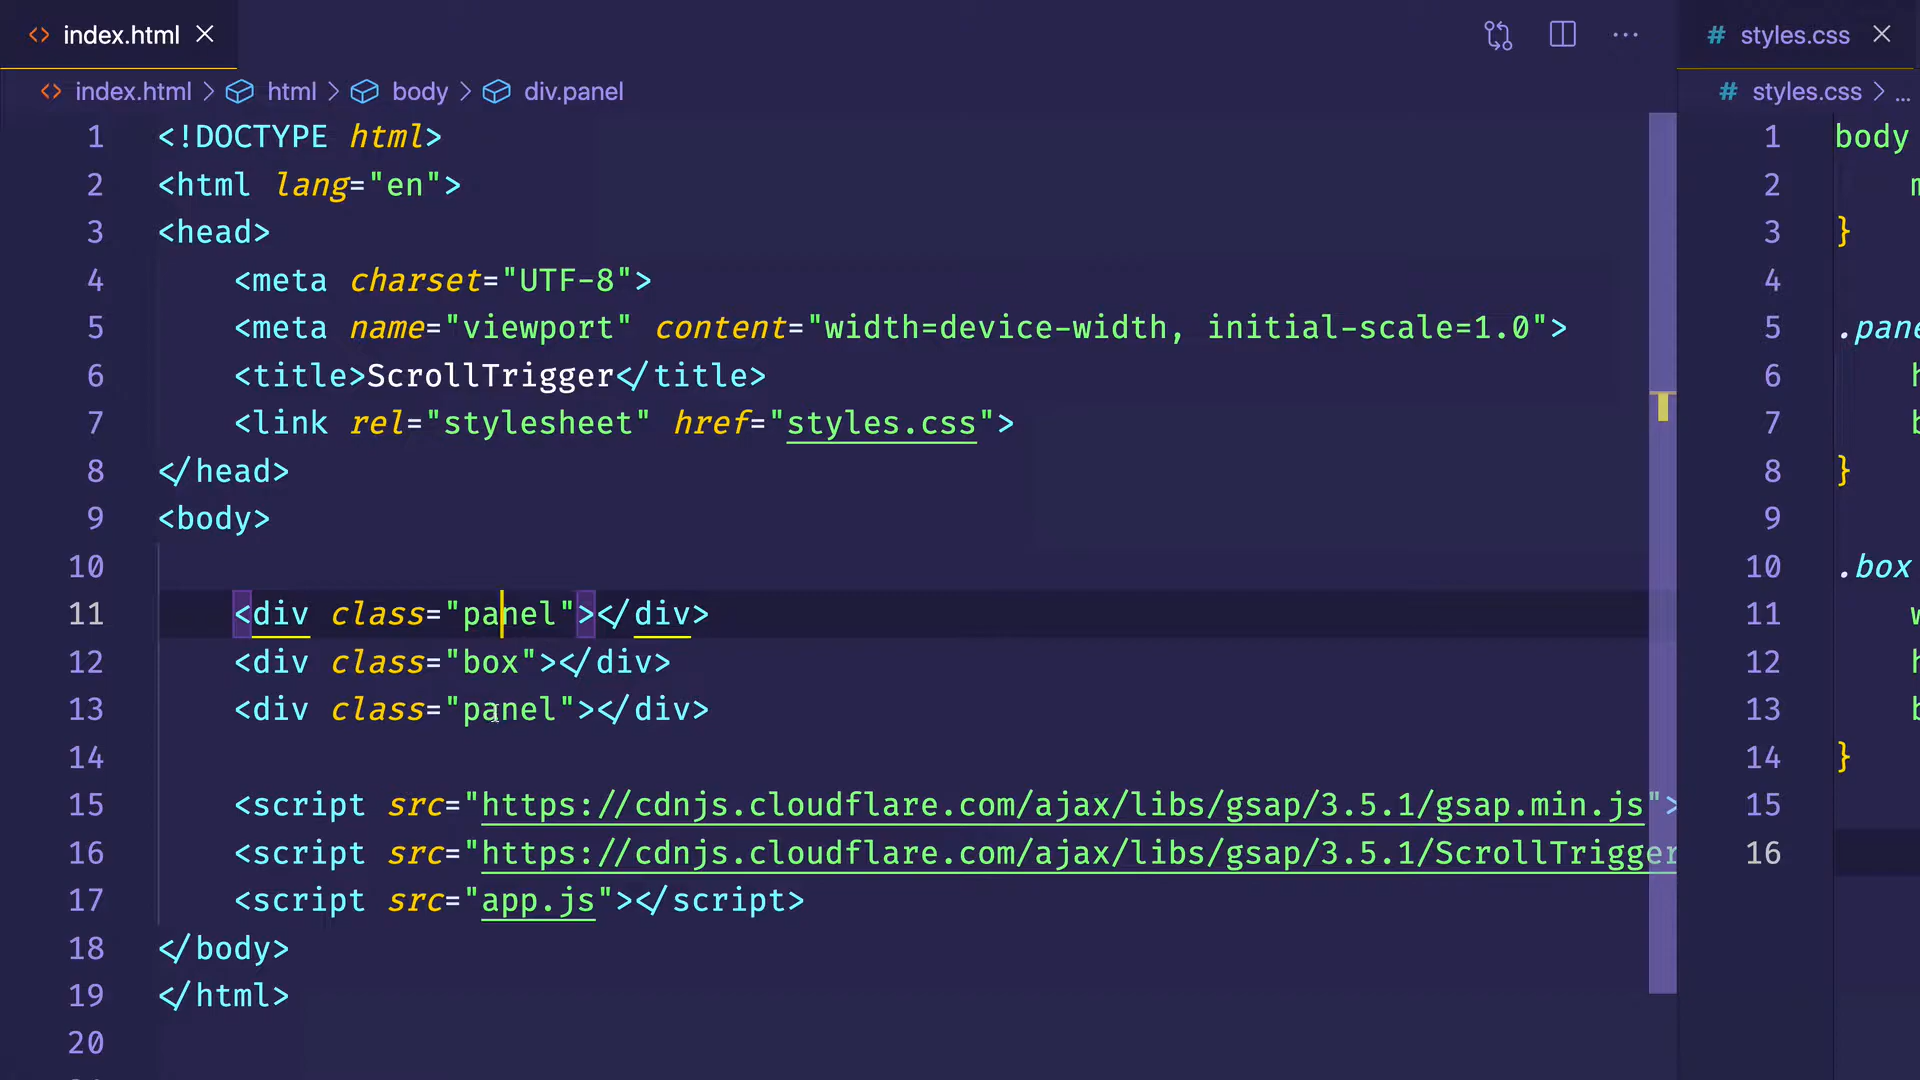 index.html
styles.css
index.html > html > body > div.panel
styles.css > ...
1 <!DOCTYPE html>
2 <html lang="en">
3 <head>
4 <meta charset="UTF-8">
5 <meta name="viewport" content="width=device-width, initial-scale=1.0">
6 <title>ScrollTrigger</title>
7 <link rel="stylesheet" href="styles.css">
8 </head>
9 <body>
10
11 <div class="panel"></div>
12 <div class="box"></div>
13 <div class="panel"></div>
14
15 <script src="https://cdnjs.cloudflare.com/ajax/libs/gsap/3.5.1/gsap.min.js">
16 <script src="https://cdnjs.cloudflare.com/ajax/libs/gsap/3.5.1/ScrollTrigger
17 <script src="app.js"></script>
18 </body>
19 </html>
20
1 body
2 m
3 }
4
5 .pane
6 h
7 b
8 }
9
10 .box
11 w
12 h
13 b
14 }
15
16